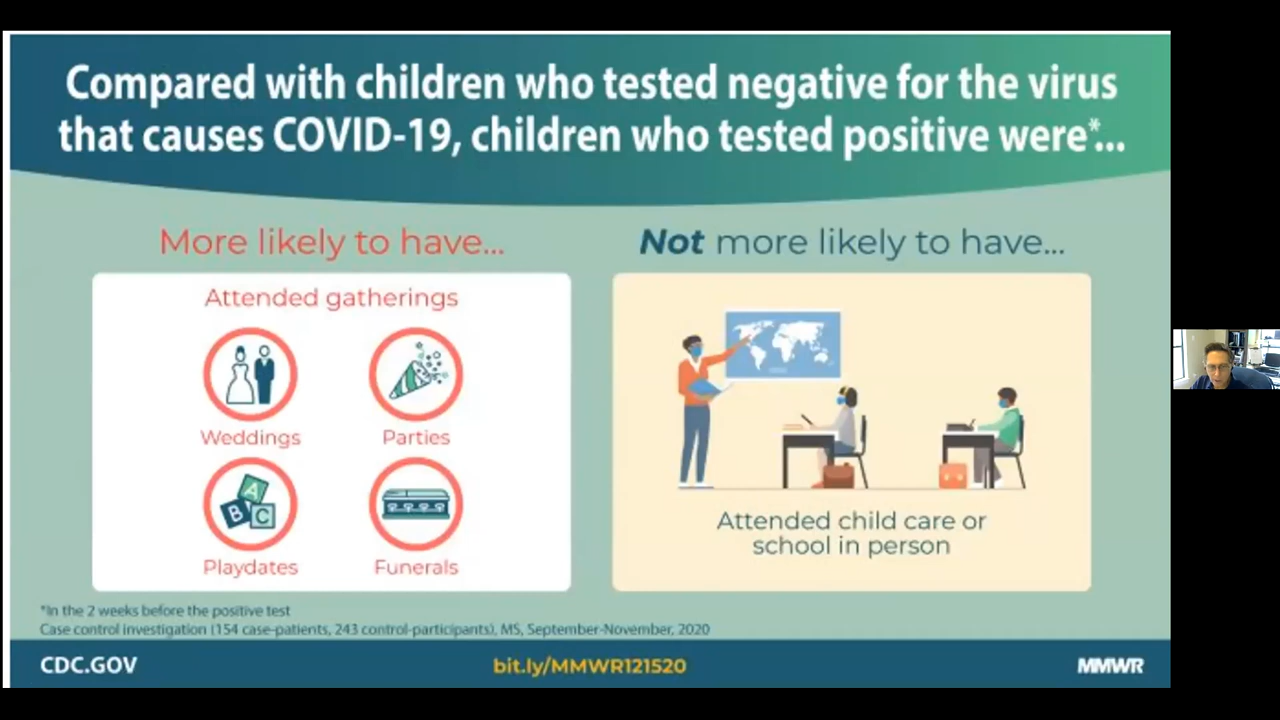 Compared with children who tested negative for the virus
that causes COVID-19, children who tested positive were*...
More likely to have...
Not more likely to have...
Attended gatherings
Weddings
Parties
A
B
C
Playdates
Funerals
Attended child care or
school in person
*In the 2 weeks before the positive test
Case control investigation (154 case-patients, 243 control-participants), MS, September-November, 2020
CDC.GOV
bit.ly/MMWR121520
MMWR